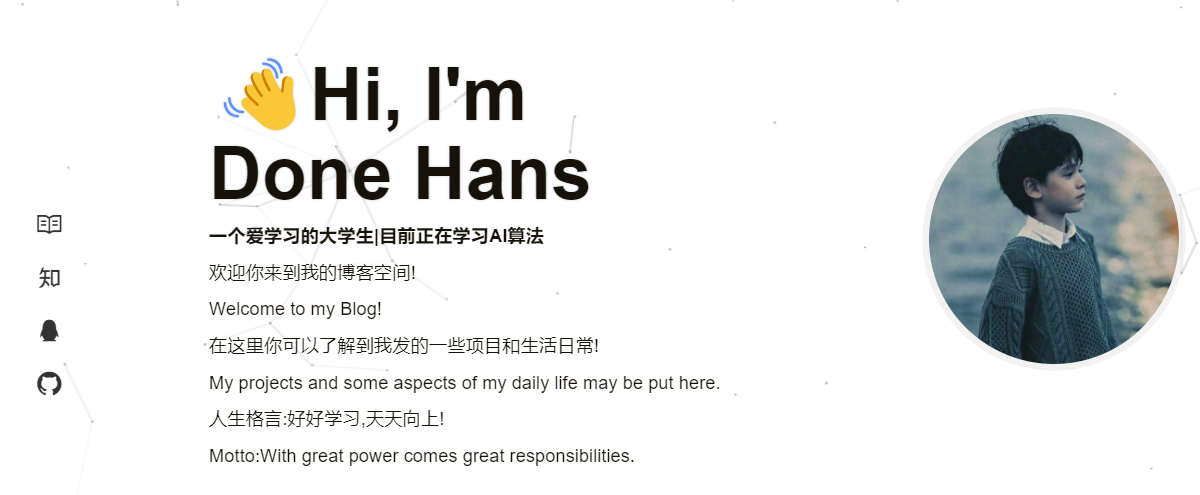 Hi, I'm
Done Hans
一个爱学习的大学生|目前正在学习AI算法
欢迎你来到我的博客空间!
Welcome to my Blog!
在这里你可以了解到我发的一些项目和生活日常!
My projects and some aspects of my daily life may be put here.
人生格言:好好学习,天天向上!
Motto:With great power comes great responsibilities.
知